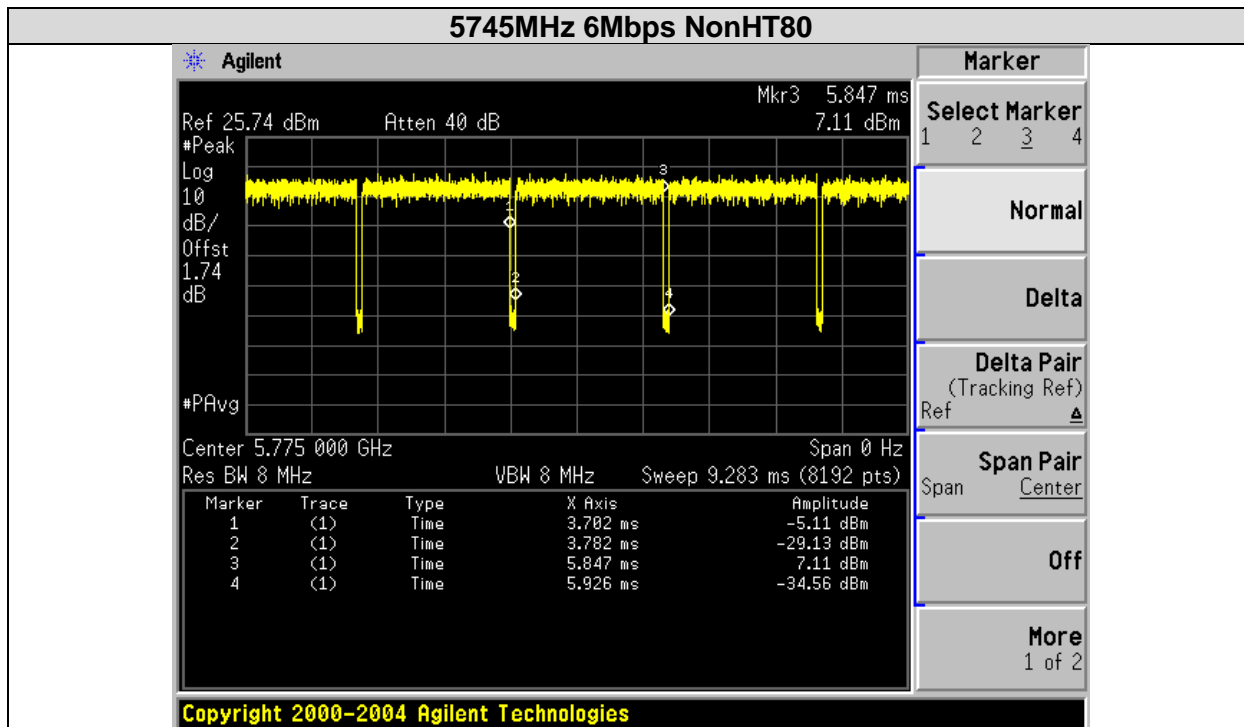 5745MHz 6Mbps NonHT80
Agilent
Marker
Mkr3 5.847 ms
Ref 25.74 dBm Atten 40 dB 7.11 dBm
#Peak
Log
10
dB/
Offst
1.74
dB
#PAvg
1
2
3
4
Center 5.775 000 GHz Span 0 Hz
Res BW 8 MHz VBW 8 MHz Sweep 9.283 ms (8192 pts)
Marker Trace Type X Axis Amplitude
1 (1) Time 3.702 ms -5.11 dBm
2 (1) Time 3.782 ms -29.13 dBm
3 (1) Time 5.847 ms 7.11 dBm
4 (1) Time 5.926 ms -34.56 dBm
Select Marker
1 2 3 4
Normal
Delta
Delta Pair
(Tracking Ref)
Ref Δ
Span Pair
Span Center
Off
More
1 of 2
Copyright 2000-2004 Agilent Technologies